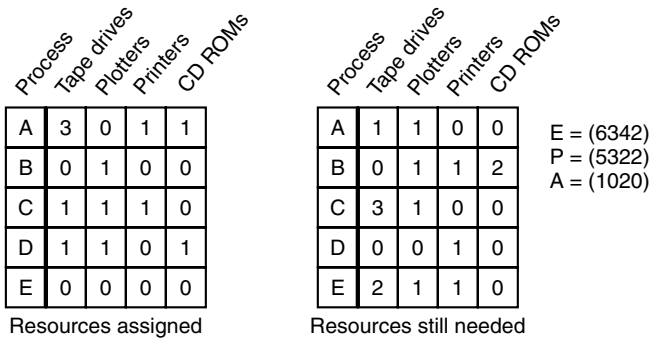 Process Tape drives Plotters Printers CD ROMs
A 3 0 1 1
B 0 1 0 0
C 1 1 1 0
D 1 1 0 1
E 0 0 0 0
Resources assigned
Process Tape drives Plotters Printers CD ROMs
A 1 1 0 0
B 0 1 1 2
C 3 1 0 0
D 0 0 1 0
E 2 1 1 0
Resources still needed
E = (6342)
P = (5322)
A = (1020)